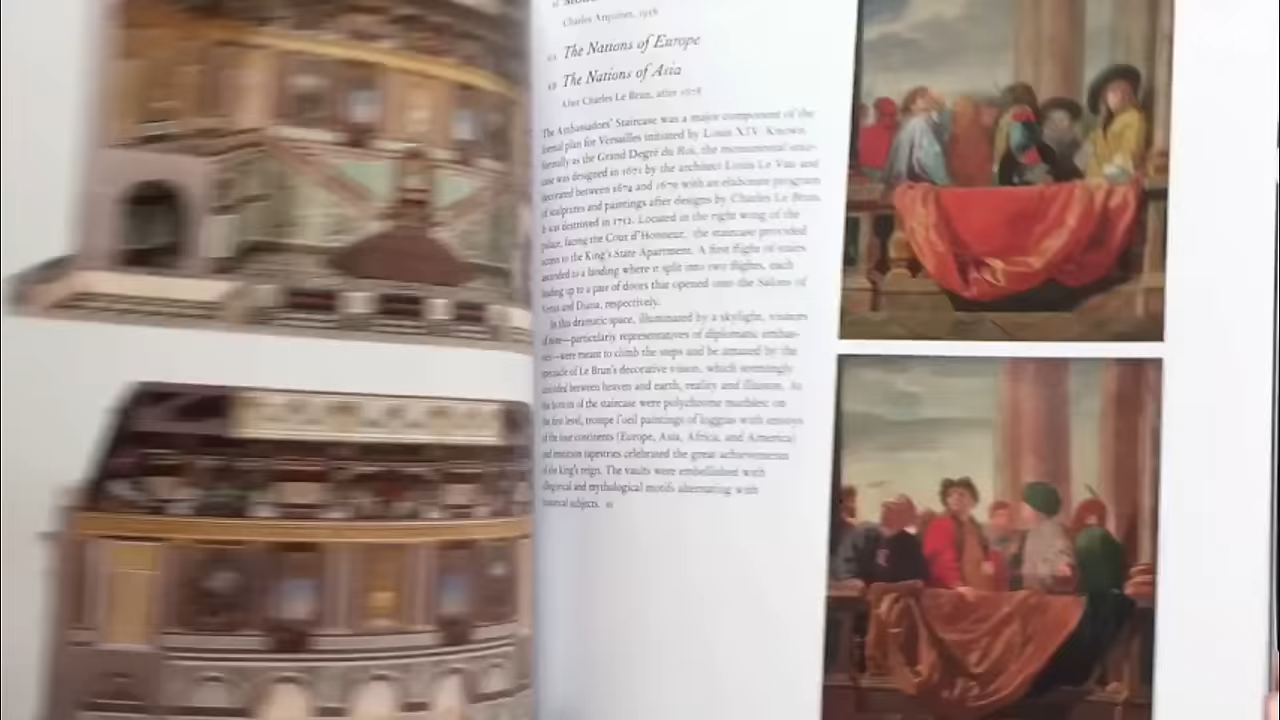 Charles Arquinet, 1958
The Nations of Europe
The Nations of Asia
After Charles Le Brun, after 1678
The Ambassadors' Staircase was a major component of the
formal plan for Versailles initiated by Louis XIV. Known
formally as the Grand Degré du Roi, the monumental stair-
case was designed in 1671 by the architect Louis Le Vau and
decorated between 1674 and 1679 with an elaborate program
of sculptures and paintings after designs by Charles Le Brun.
It was destroyed in 1752. Located in the right wing of the
palace, facing the Cour d'Honneur, the staircase provided
access to the King's State Apartment. A first flight of stairs
ascended to a landing where it split into two flights, each
leading up to a pair of doors that opened onto the Salons of
Venus and Diana, respectively.
In this dramatic space, illuminated by a skylight, visitors
of note—particularly representatives of diplomatic embas-
sies—were meant to climb the steps and be amazed by the
spectacle of Le Brun's decorative vision, which seemingly
coincided between heaven and earth, reality and illusion. At
the bottom of the staircase were polychrome marbles; on
the first level, trompe l'oeil paintings of loggias with envoys
of the four continents (Europe, Asia, Africa, and America)
and imitation tapestries celebrated the great achievements
of the king's reign. The vaults were embellished with
allegorical and mythological motifs alternating with
historical subjects.